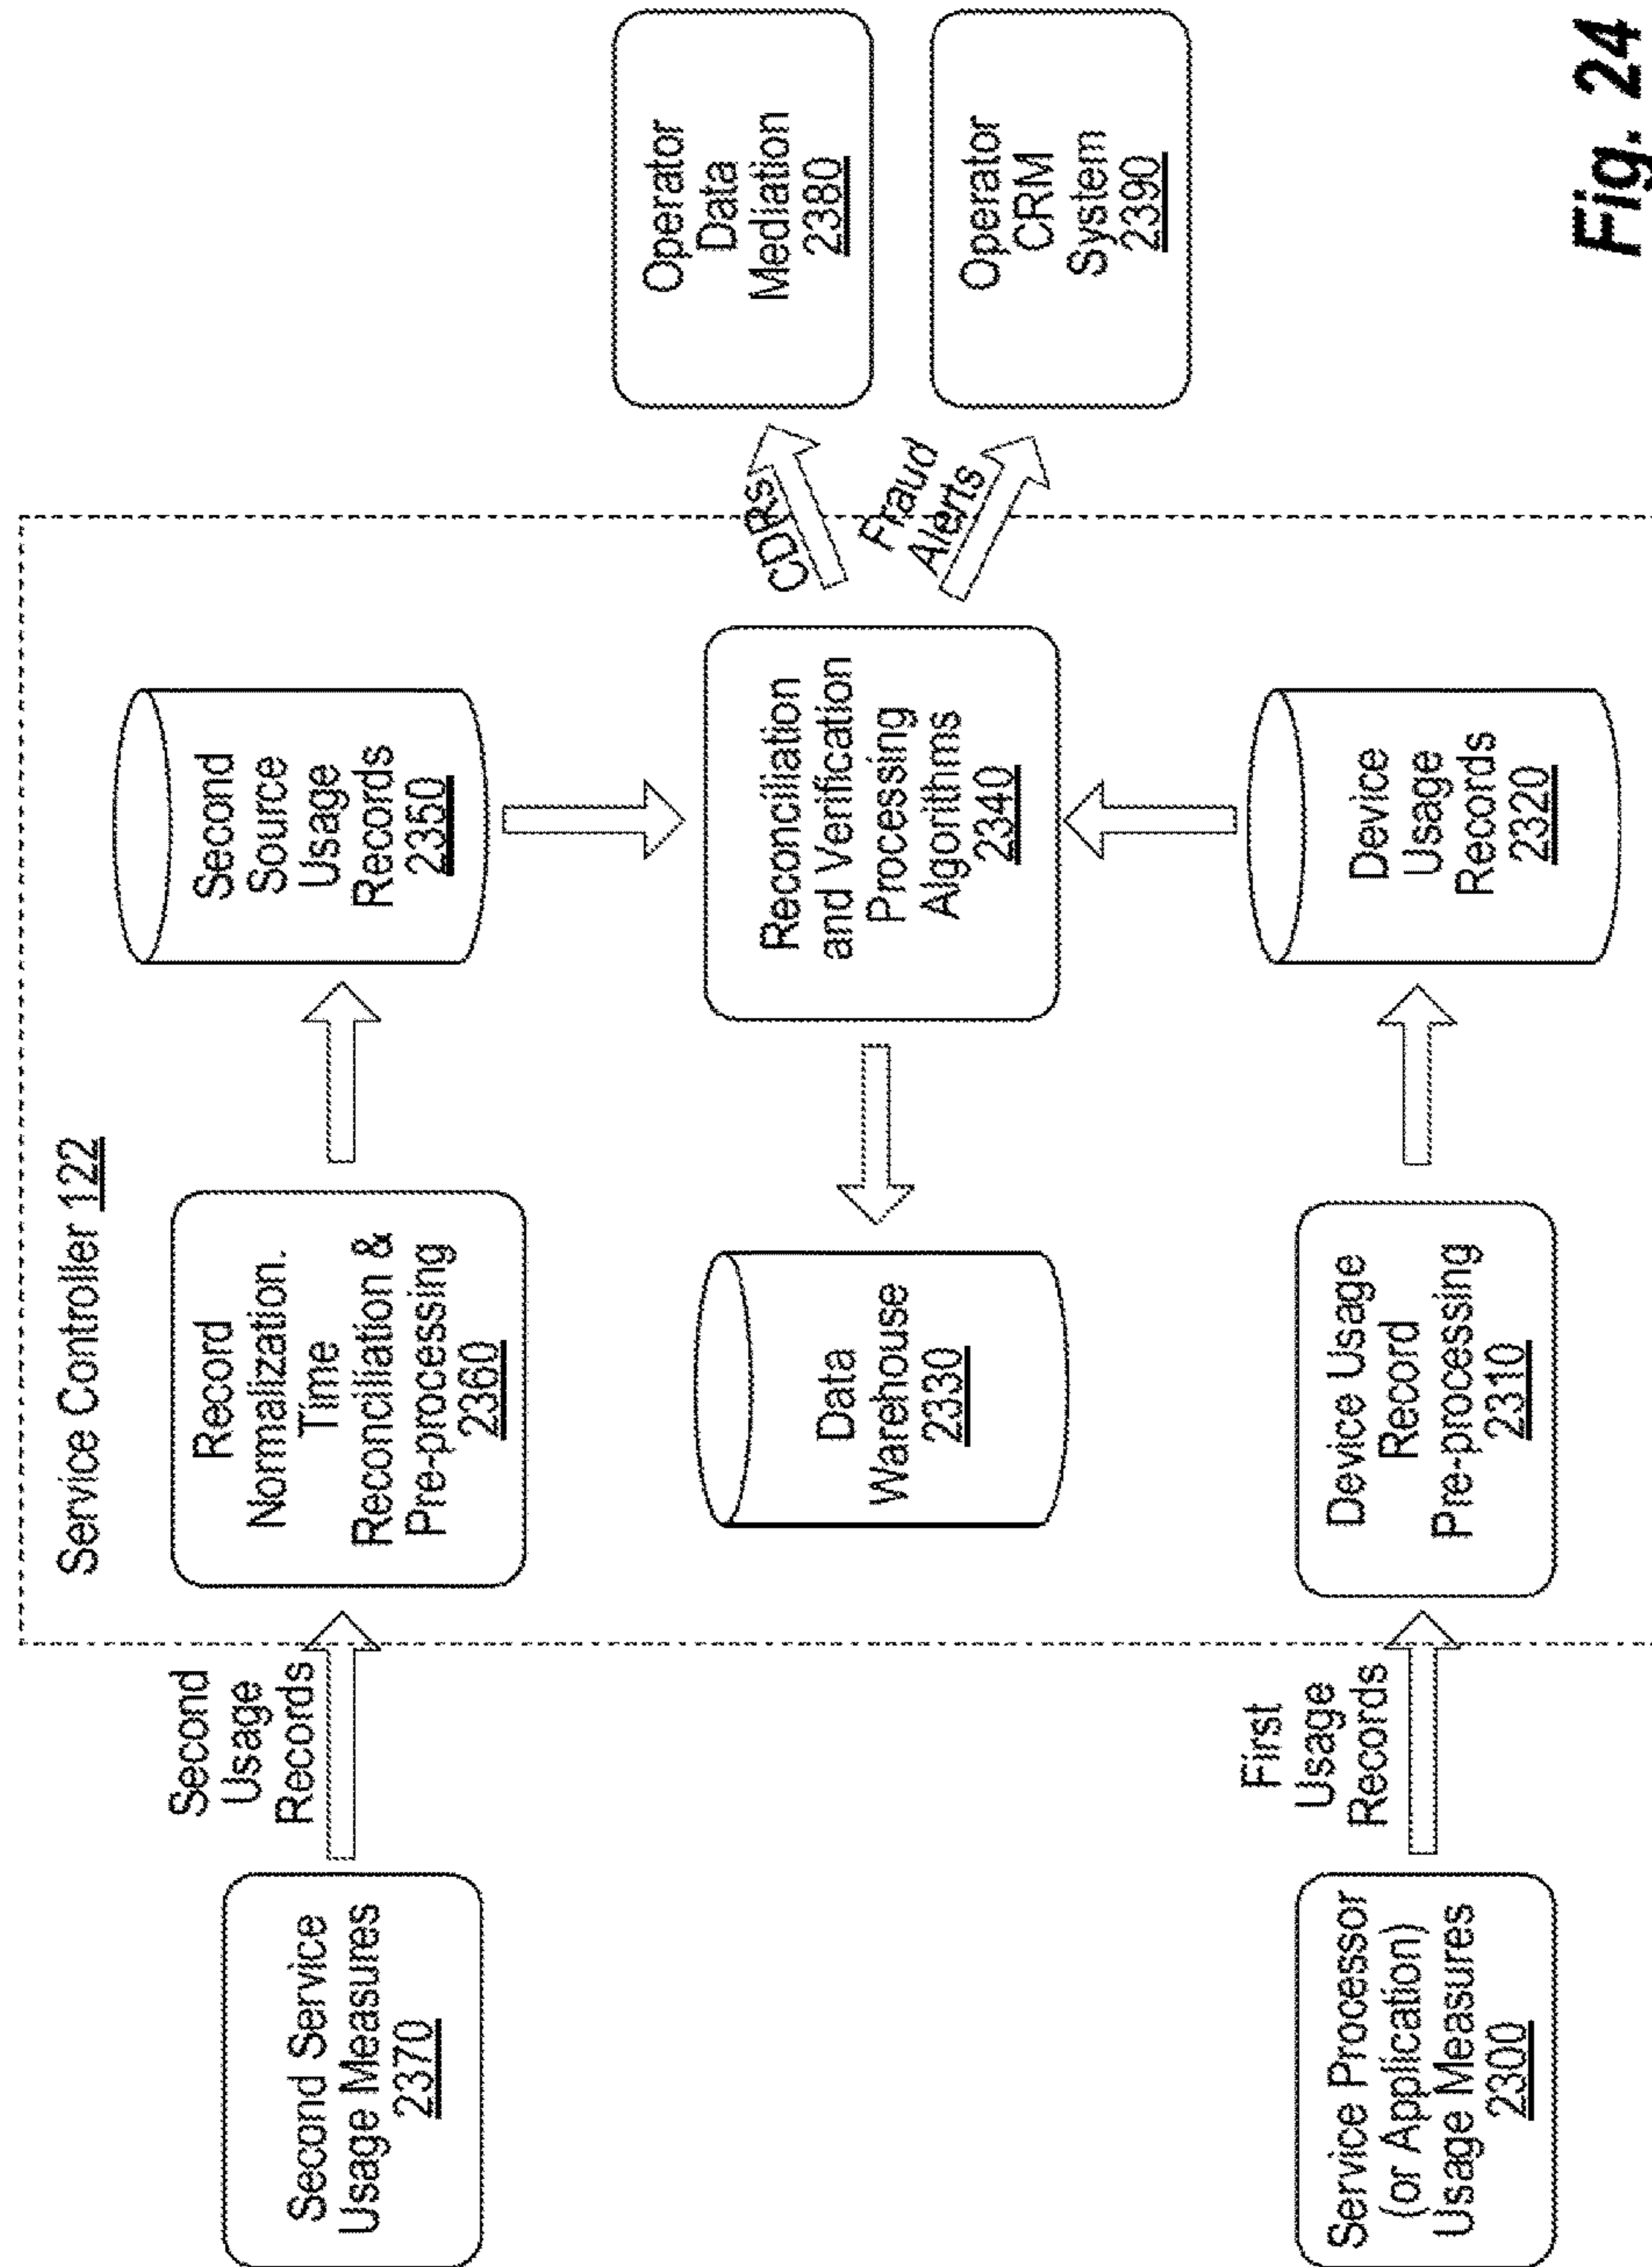 Service Controller 122
Second Service
Usage Measures
2370
Second
Usage
Records
Record
Normalization.
Time
Reconciliation &
Pre-processing
2360
Second
Source
Usage
Records
2350
Data
Warehouse
2330
Reconciliation
and Verification
Processing
Algorithms
2340
CDRs
Fraud
Alerts
Operator
Data
Mediation
2380
Operator
CRM
System
2390
Service Processor
(or Application)
Usage Measures
2300
First
Usage
Records
Device Usage
Record
Pre-processing
2310
Device
Usage
Records
2320
Fig. 24